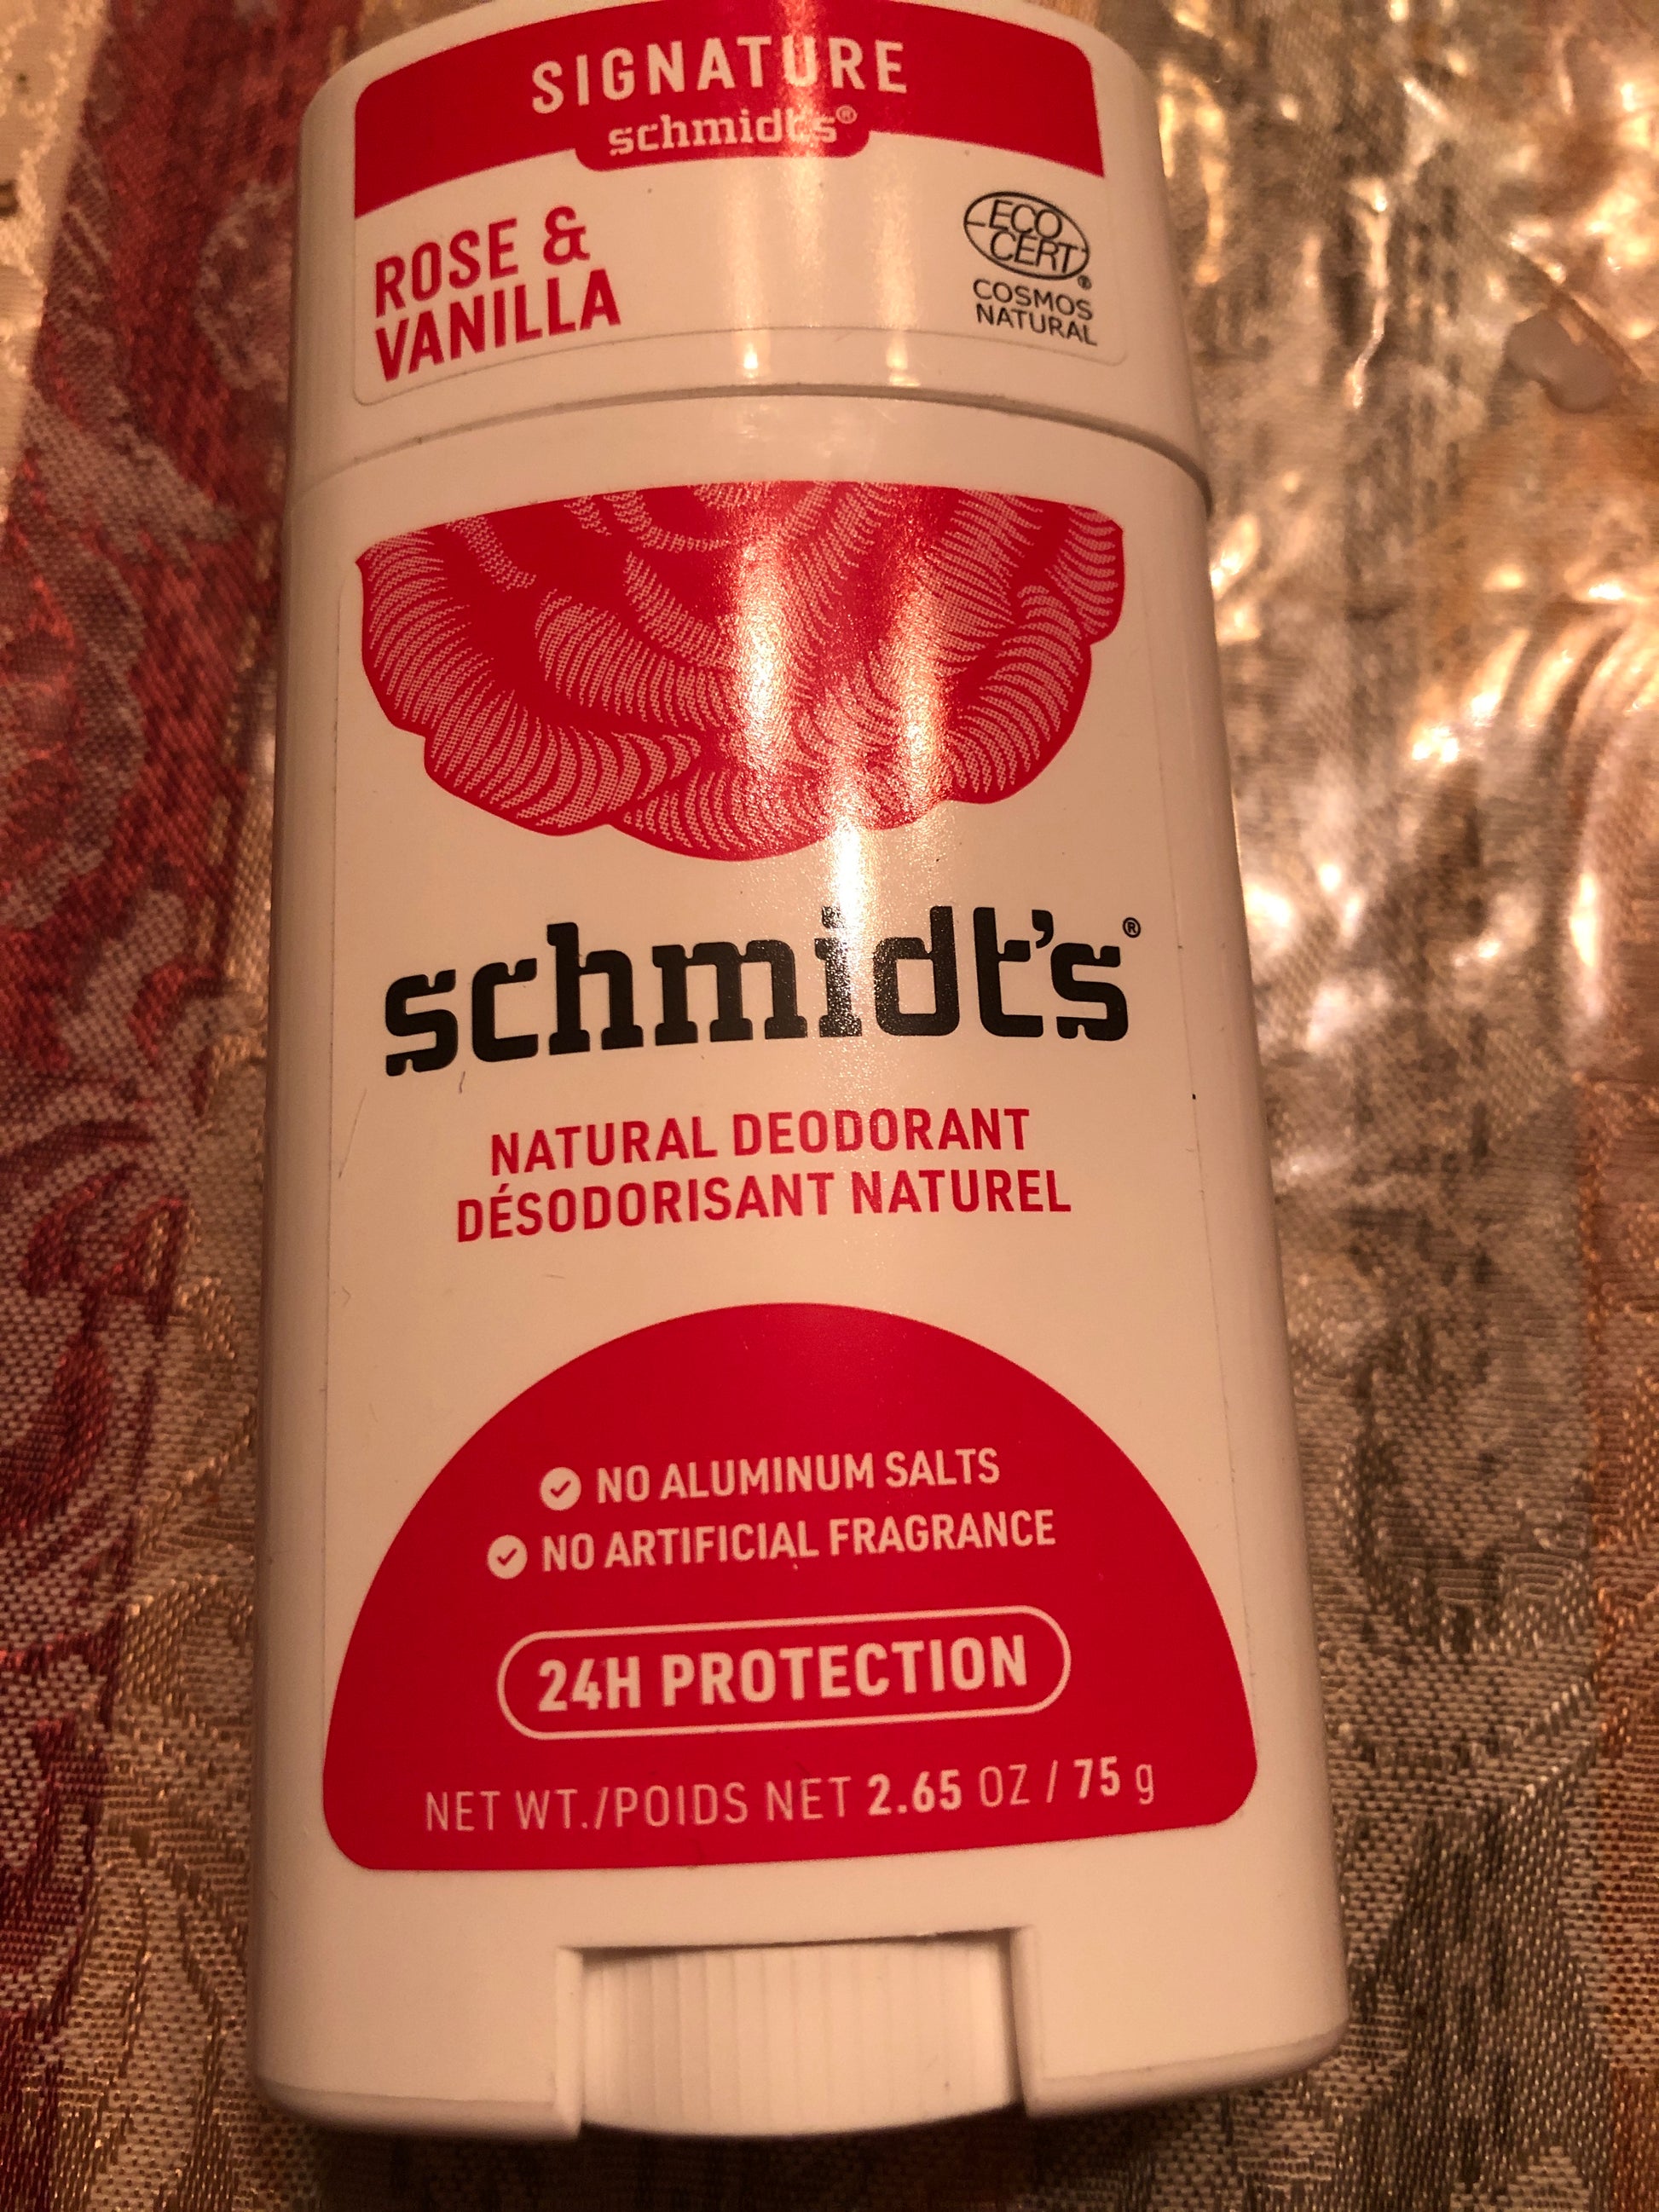 SIGNATURE
schmidt's®
ROSE &
VANILLA
ECO
CERT®
COSMOS
NATURAL
schmidt's®
NATURAL DEODORANT
DÉSODORISANT NATUREL
NO ALUMINUM SALTS
NO ARTIFICIAL FRAGRANCE
24H PROTECTION
NET WT./POIDS NET 2.65 OZ / 75 g